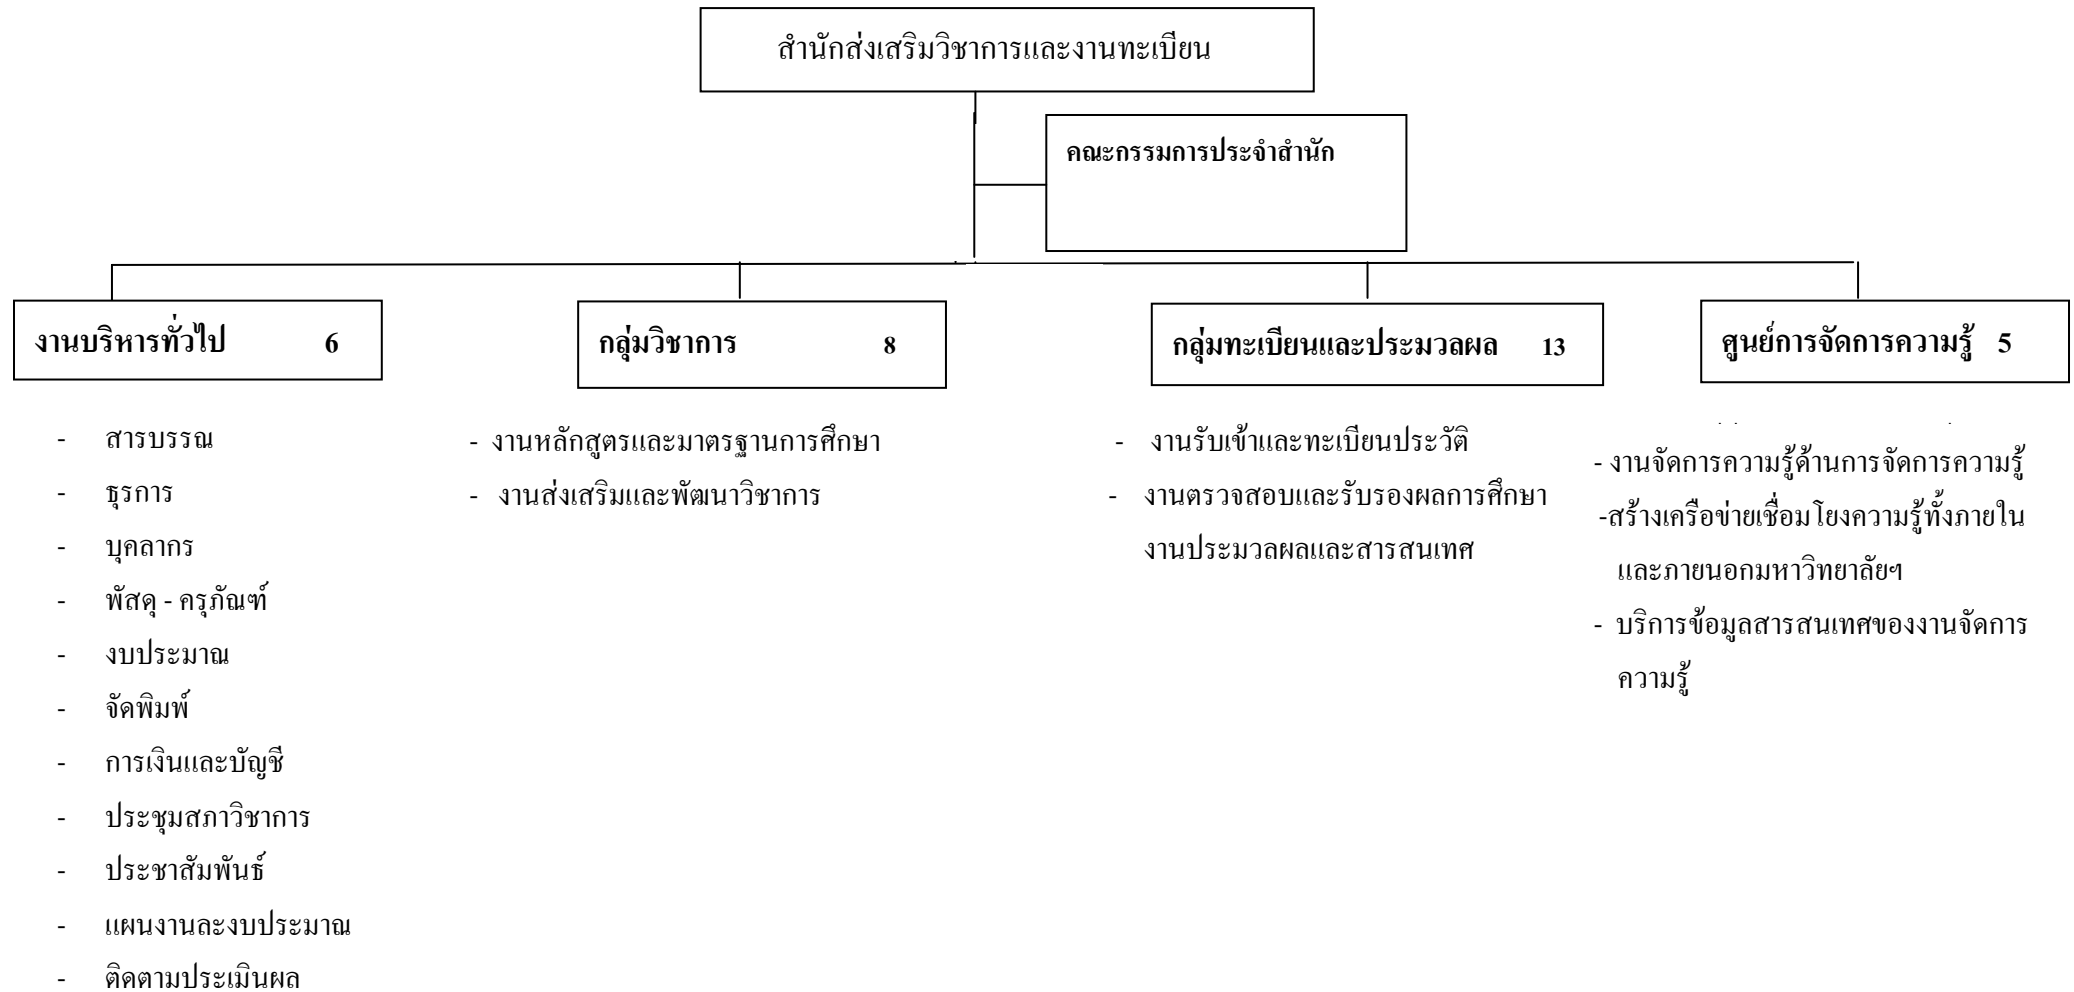 สำนักส่งเสริมวิชาการและงานทะเบียน
คณะกรรมการประจำสำนัก
งานบริหารทั่วไป 6
- สารบรรณ
- ธุรการ
- บุคลากร
- พัสดุ - ครุภัณฑ์
- งบประมาณ
- จัดพิมพ์
- การเงินและบัญชี
- ประชุมสภาวิชาการ
- ประชาสัมพันธ์
- แผนงานละงบประมาณ
- ติดตามประเมินผล
กลุ่มวิชาการ 8
- งานหลักสูตรและมาตรฐานการศึกษา
- งานส่งเสริมและพัฒนาวิชาการ
กลุ่มทะเบียนและประมวลผล 13
- งานรับเข้าและทะเบียนประวัติ
- งานตรวจสอบและรับรองผลการศึกษา
งานประมวลผลและสารสนเทศ
ศูนย์การจัดการความรู้ 5
- งานจัดการความรู้ด้านการจัดการความรู้
-สร้างเครือข่ายเชื่อมโยงความรู้ทั้งภายใน
และภายนอกมหาวิทยาลัยฯ
- บริการข้อมูลสารสนเทศของงานจัดการ
ความรู้